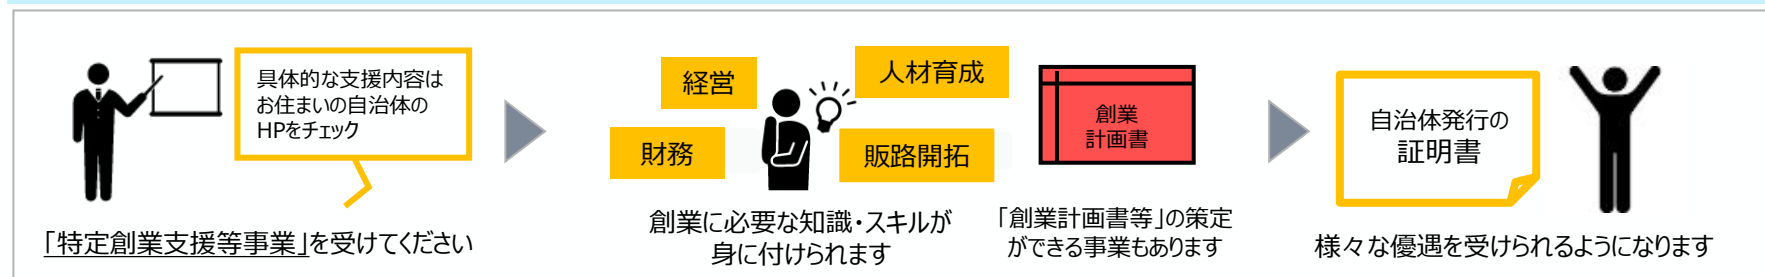 具体的な支援内容は
お住まいの自治体の
HPをチェック
「特定創業支援等事業」を受けてください
経営
人材育成
財務
販路開拓
創業に必要な知識・スキルが
身に付けられます
創業
計画書
「創業計画書等」の策定
ができる事業もあります
自治体発行の
証明書
様々な優遇を受けられるようになります